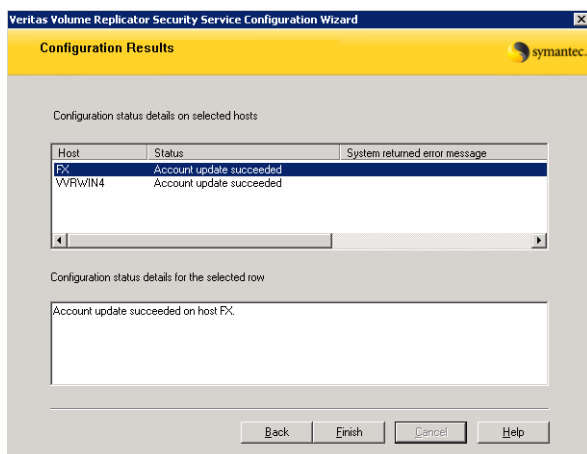 Veritas Volume Replicator Security Service Configuration Wizard
Configuration Results
symantec.
Configuration status details on selected hosts
Host Status System returned error message
FX Account update succeeded
VVRWIN4 Account update succeeded
Configuration status details for the selected row
Account update succeeded on host FX.
Back Finish Cancel Help